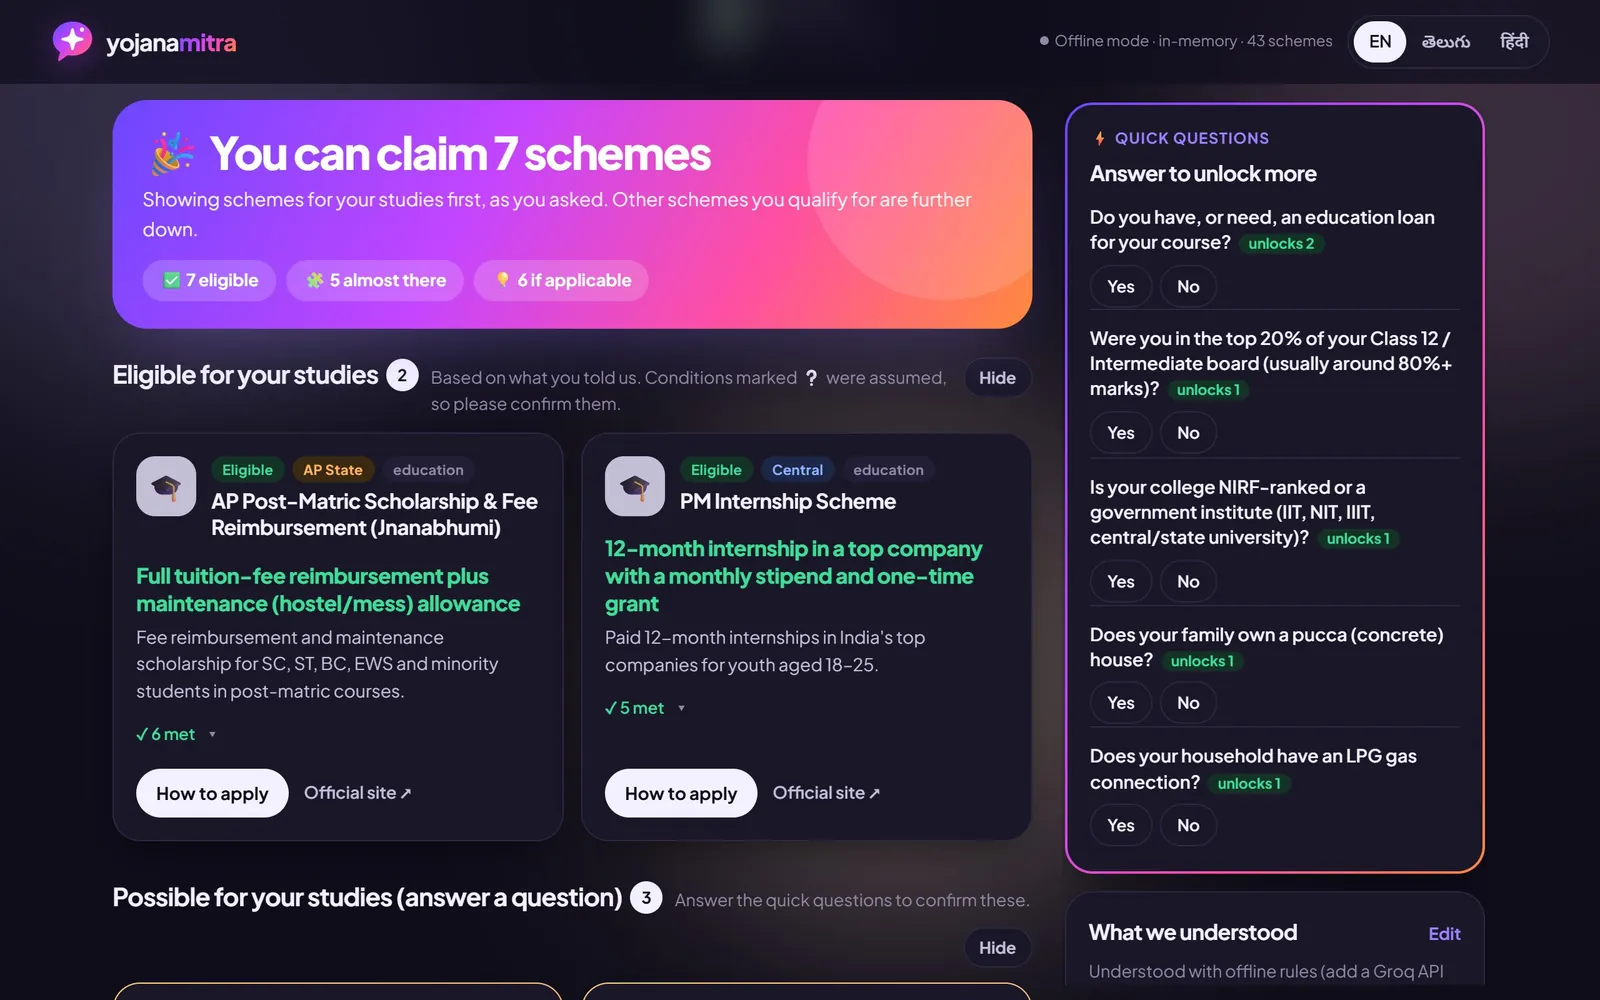 yojanamitra
Offline mode · in-memory · 43 schemes
EN
తెలుగు
हिंदी
🎉 You can claim 7 schemes
Showing schemes for your studies first, as you asked. Other schemes you qualify for are further
down.
✅ 7 eligible
🧩 5 almost there
💡 6 if applicable
Eligible for your studies 2
Based on what you told us. Conditions marked ❔ were assumed,
so please confirm them.
Hide
Eligible AP State education
AP Post-Matric Scholarship & Fee
Reimbursement (Jnanabhumi)
Full tuition-fee reimbursement plus
maintenance (hostel/mess) allowance
Fee reimbursement and maintenance
scholarship for SC, ST, BC, EWS and minority
students in post-matric courses.
✓ 6 met ▾
How to apply Official site ↗
Eligible Central education
PM Internship Scheme
12-month internship in a top company
with a monthly stipend and one-time
grant
Paid 12-month internships in India's top
companies for youth aged 18–25.
✓ 5 met ▾
How to apply Official site ↗
Possible for your studies (answer a question) 3
Answer the quick questions to confirm these.
Hide
⚡ QUICK QUESTIONS
Answer to unlock more
Do you have, or need, an education loan
for your course? unlocks 2
Yes No
Were you in the top 20% of your Class 12 /
Intermediate board (usually around 80%+
marks)? unlocks 1
Yes No
Is your college NIRF-ranked or a
government institute (IIT, NIT, IIIT,
central/state university)? unlocks 1
Yes No
Does your family own a pucca (concrete)
house? unlocks 1
Yes No
Does your household have an LPG gas
connection? unlocks 1
Yes No
What we understood
Edit
Understood with offline rules (add a Groq API